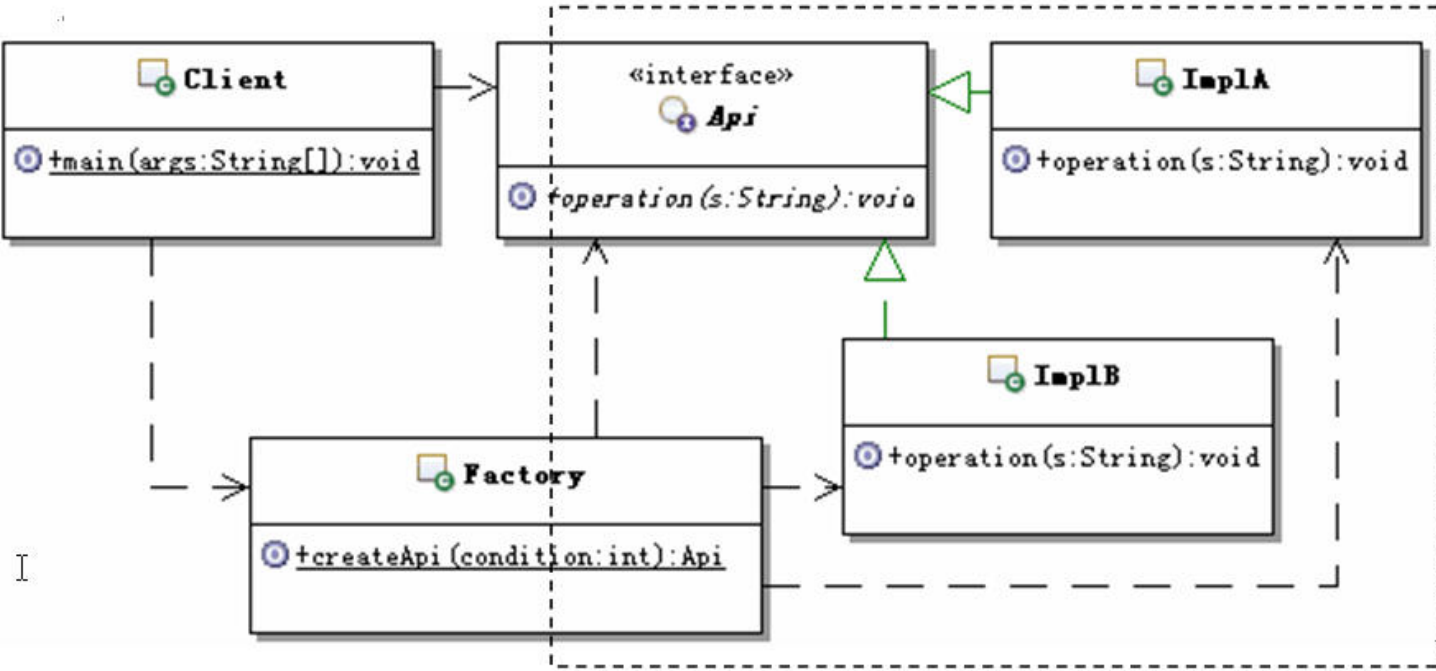 Client
+main(args:String[]):void
«interface»
Api
+operation(s:String):void
ImplA
+operation(s:String):void
ImplB
+operation(s:String):void
Factory
+createApi(condition:int):Api